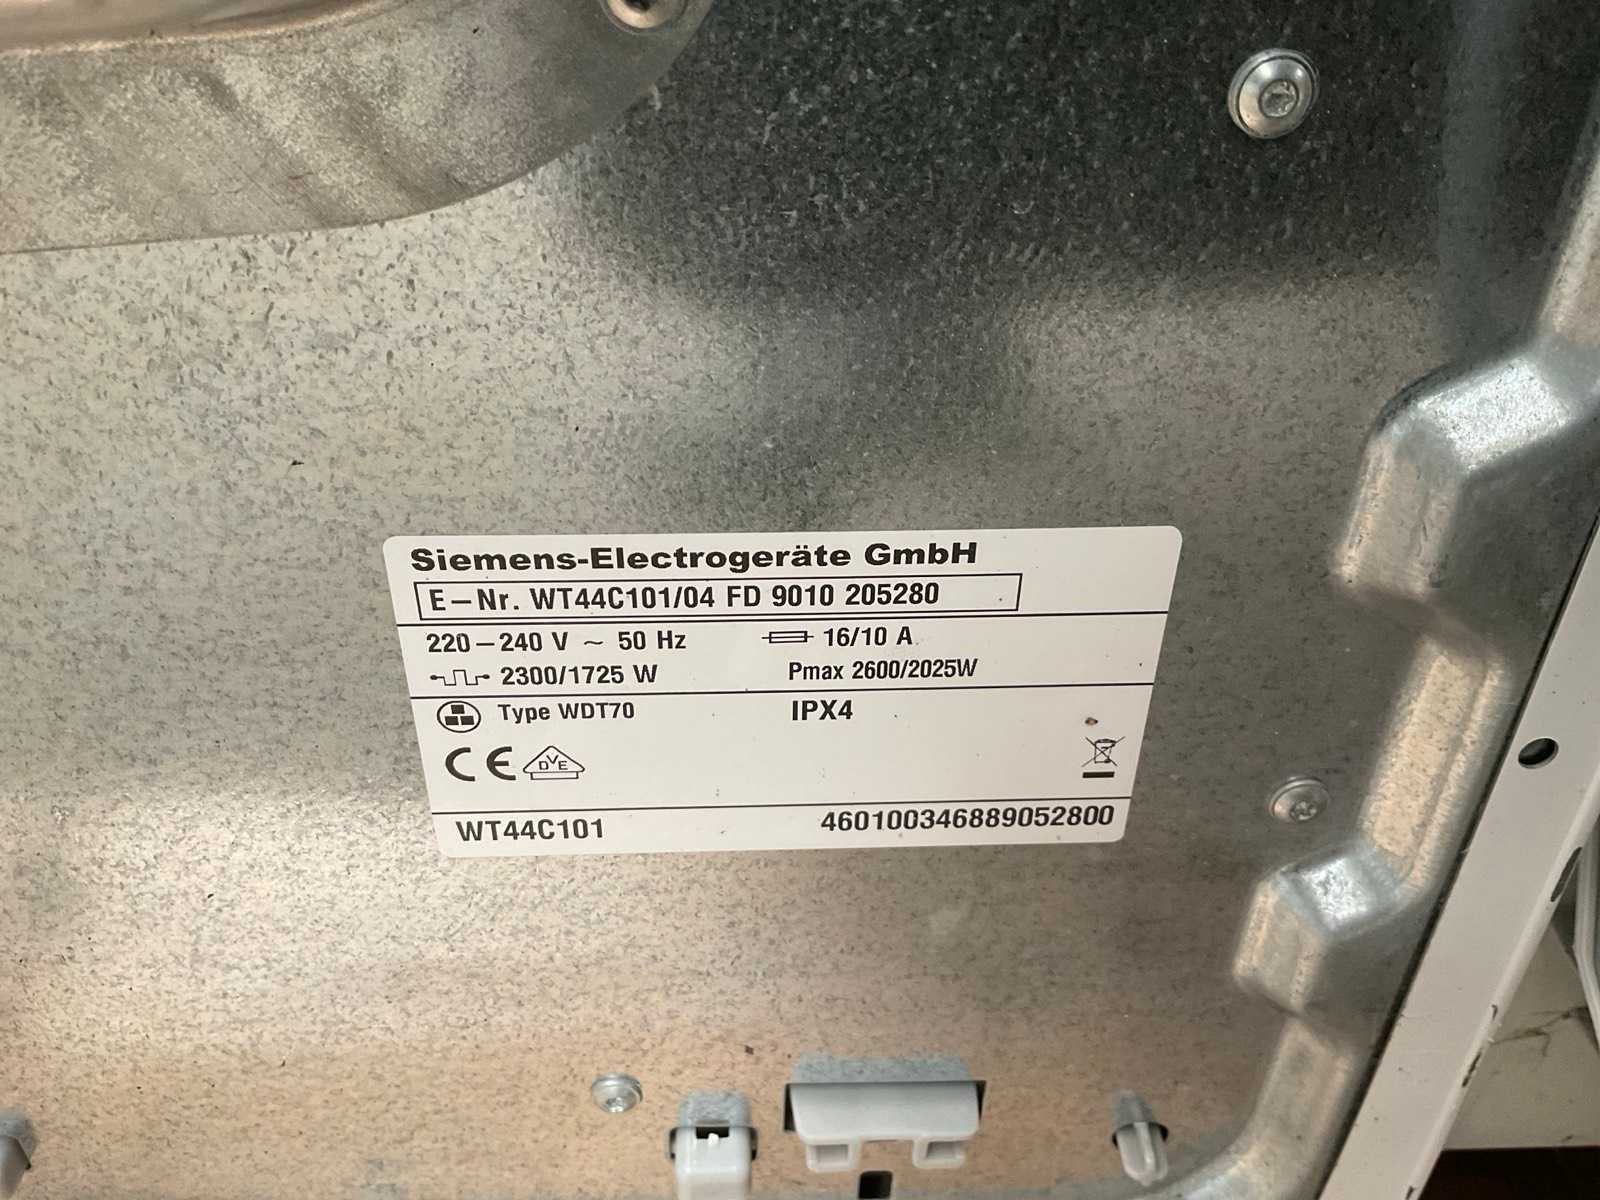 Siemens-Electrogeräte GmbH
E-Nr. WT44C101/04 FD 9010 205280
220-240 V ~ 50 Hz 16/10 A
2300/1725 W Pmax 2600/2025W
Type WDT70 IPX4
CE DVE
WT44C101 460100346889052800